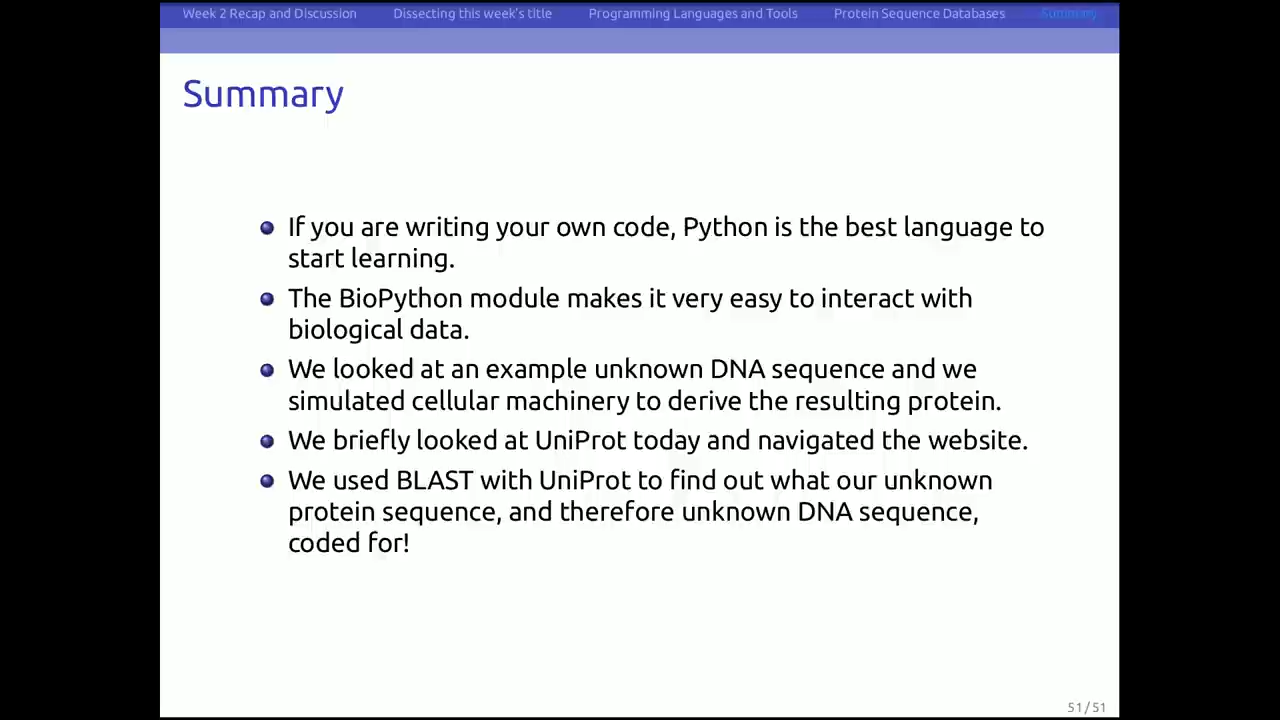 Week 2 Recap and Discussion Dissecting this week's title Programming Languages and Tools Protein Sequence Databases Summary
Summary
If you are writing your own code, Python is the best language to
start learning.
The BioPython module makes it very easy to interact with
biological data.
We looked at an example unknown DNA sequence and we
simulated cellular machinery to derive the resulting protein.
We briefly looked at UniProt today and navigated the website.
We used BLAST with UniProt to find out what our unknown
protein sequence, and therefore unknown DNA sequence,
coded for!
51/51